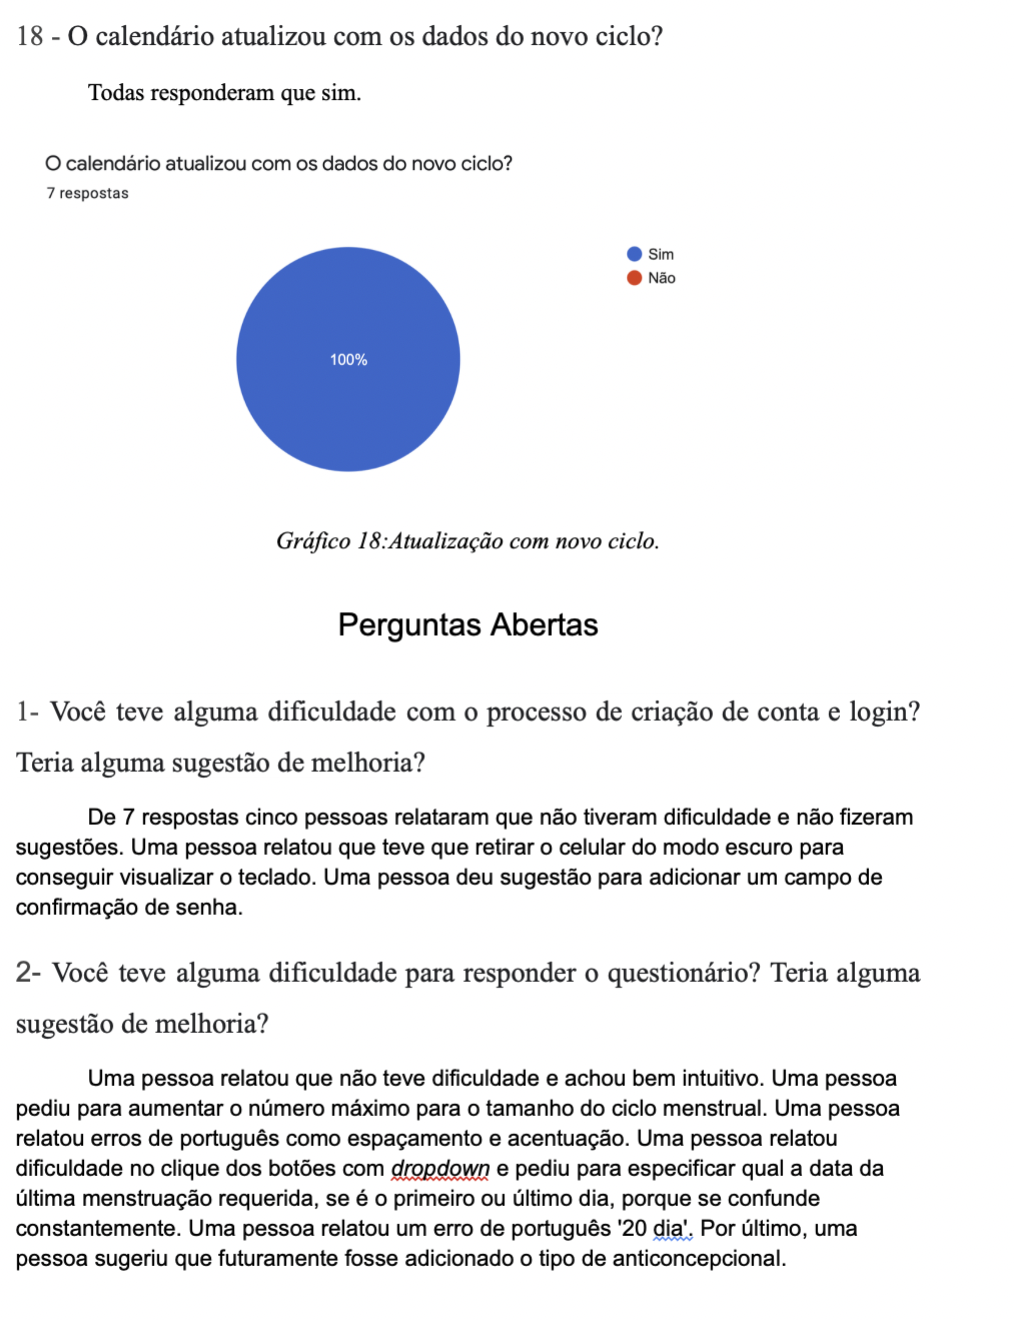 18 - O calendário atualizou com os dados do novo ciclo?
Todas responderam que sim.
O calendário atualizou com os dados do novo ciclo?
7 respostas
Sim
Não
100%
Gráfico 18:Atualização com novo ciclo.
Perguntas Abertas
1- Você teve alguma dificuldade com o processo de criação de conta e login?
Teria alguma sugestão de melhoria?
De 7 respostas cinco pessoas relataram que não tiveram dificuldade e não fizeram
sugestões. Uma pessoa relatou que teve que retirar o celular do modo escuro para
conseguir visualizar o teclado. Uma pessoa deu sugestão para adicionar um campo de
confirmação de senha.
2- Você teve alguma dificuldade para responder o questionário? Teria alguma
sugestão de melhoria?
Uma pessoa relatou que não teve dificuldade e achou bem intuitivo. Uma pessoa
pediu para aumentar o número máximo para o tamanho do ciclo menstrual. Uma pessoa
relatou erros de português como espaçamento e acentuação. Uma pessoa relatou
dificuldade no clique dos botões com dropdown e pediu para especificar qual a data da
última menstruação requerida, se é o primeiro ou último dia, porque se confunde
constantemente. Uma pessoa relatou um erro de português '20 dia'. Por último, uma
pessoa sugeriu que futuramente fosse adicionado o tipo de anticoncepcional.